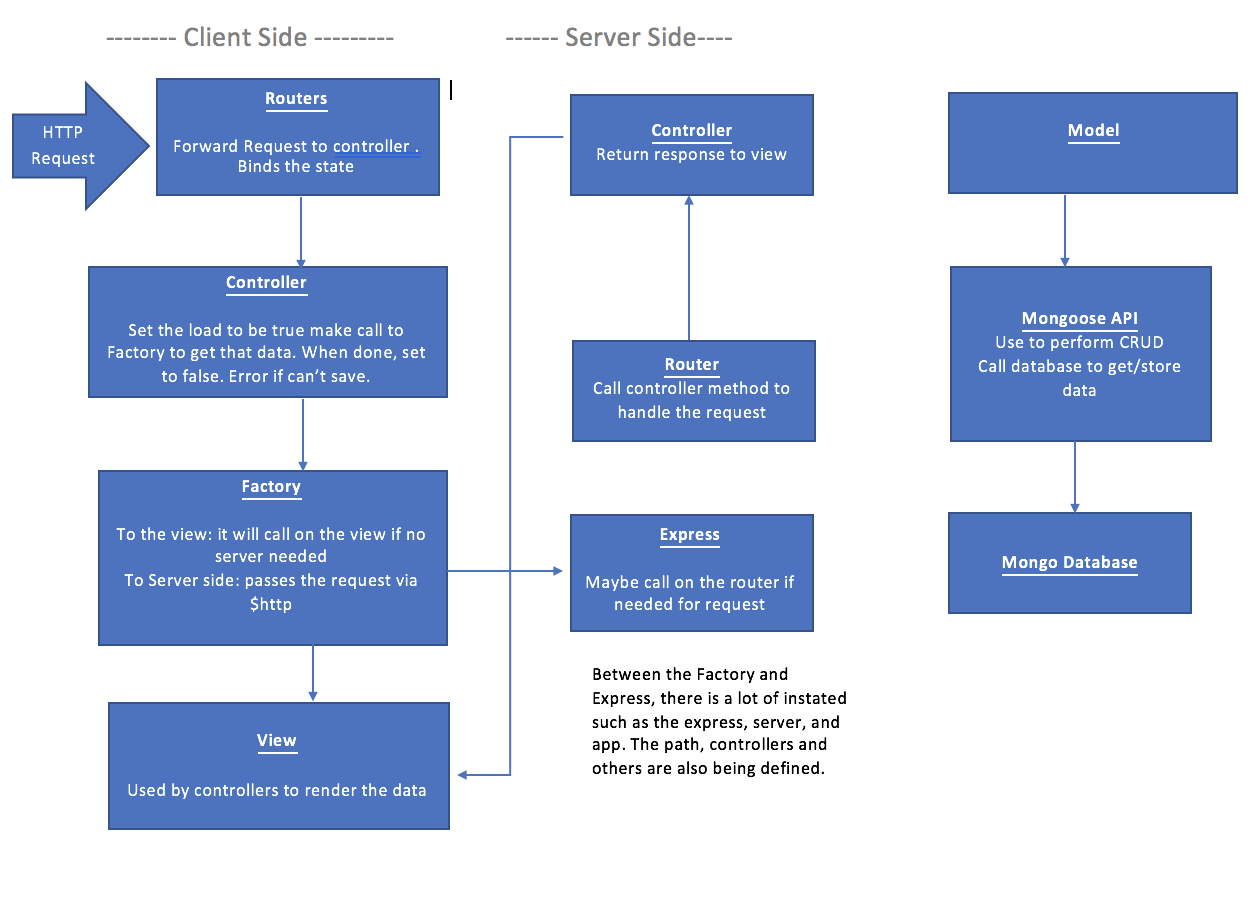 -------- Client Side ---------
------ Server Side----
HTTP
Request
Routers
Forward Request to controller .
Binds the state
Controller
Set the load to be true make call to
Factory to get that data. When done, set
to false. Error if can’t save.
Factory
To the view: it will call on the view if no
server needed
To Server side: passes the request via
$http
View
Used by controllers to render the data
Controller
Return response to view
Router
Call controller method to
handle the request
Express
Maybe call on the router if
needed for request
Between the Factory and
Express, there is a lot of instated
such as the express, server, and
app. The path, controllers and
others are also being defined.
Model
Mongoose API
Use to perform CRUD
Call database to get/store
data
Mongo Database